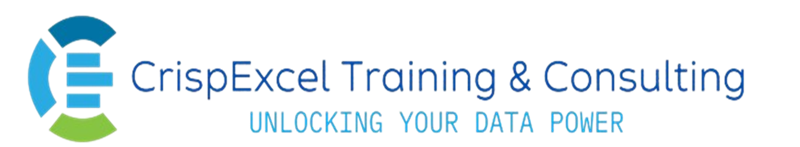 CrispExcel Training & Consulting
UNLOCKING YOUR DATA POWER